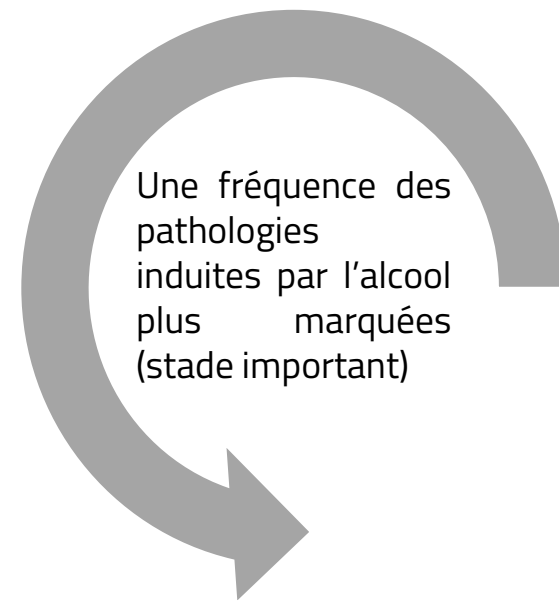 Une fréquence des
pathologies
induites par l'alcool
plus marquées
(stade important)